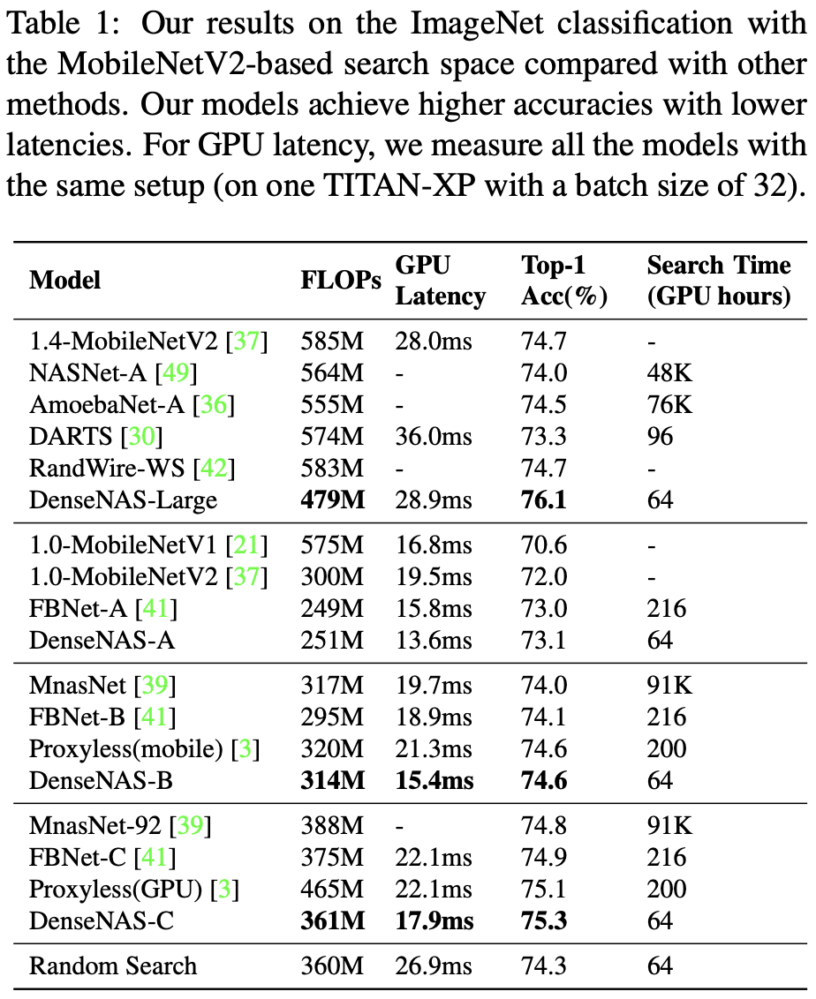 Table 1: Our results on the ImageNet classification with
the MobileNetV2-based search space compared with other
methods. Our models achieve higher accuracies with lower
latencies. For GPU latency, we measure all the models with
the same setup (on one TITAN-XP with a batch size of 32).
Model FLOPs GPU Latency Top-1 Acc(%) Search Time (GPU hours)
1.4-MobileNetV2 [37] 585M 28.0ms 74.7 -
NASNet-A [49] 564M - 74.0 48K
AmoebaNet-A [36] 555M - 74.5 76K
DARTS [30] 574M 36.0ms 73.3 96
RandWire-WS [42] 583M - 74.7 -
DenseNAS-Large 479M 28.9ms 76.1 64
1.0-MobileNetV1 [21] 575M 16.8ms 70.6 -
1.0-MobileNetV2 [37] 300M 19.5ms 72.0 -
FBNet-A [41] 249M 15.8ms 73.0 216
DenseNAS-A 251M 13.6ms 73.1 64
MnasNet [39] 317M 19.7ms 74.0 91K
FBNet-B [41] 295M 18.9ms 74.1 216
Proxyless(mobile) [3] 320M 21.3ms 74.6 200
DenseNAS-B 314M 15.4ms 74.6 64
MnasNet-92 [39] 388M - 74.8 91K
FBNet-C [41] 375M 22.1ms 74.9 216
Proxyless(GPU) [3] 465M 22.1ms 75.1 200
DenseNAS-C 361M 17.9ms 75.3 64
Random Search 360M 26.9ms 74.3 64